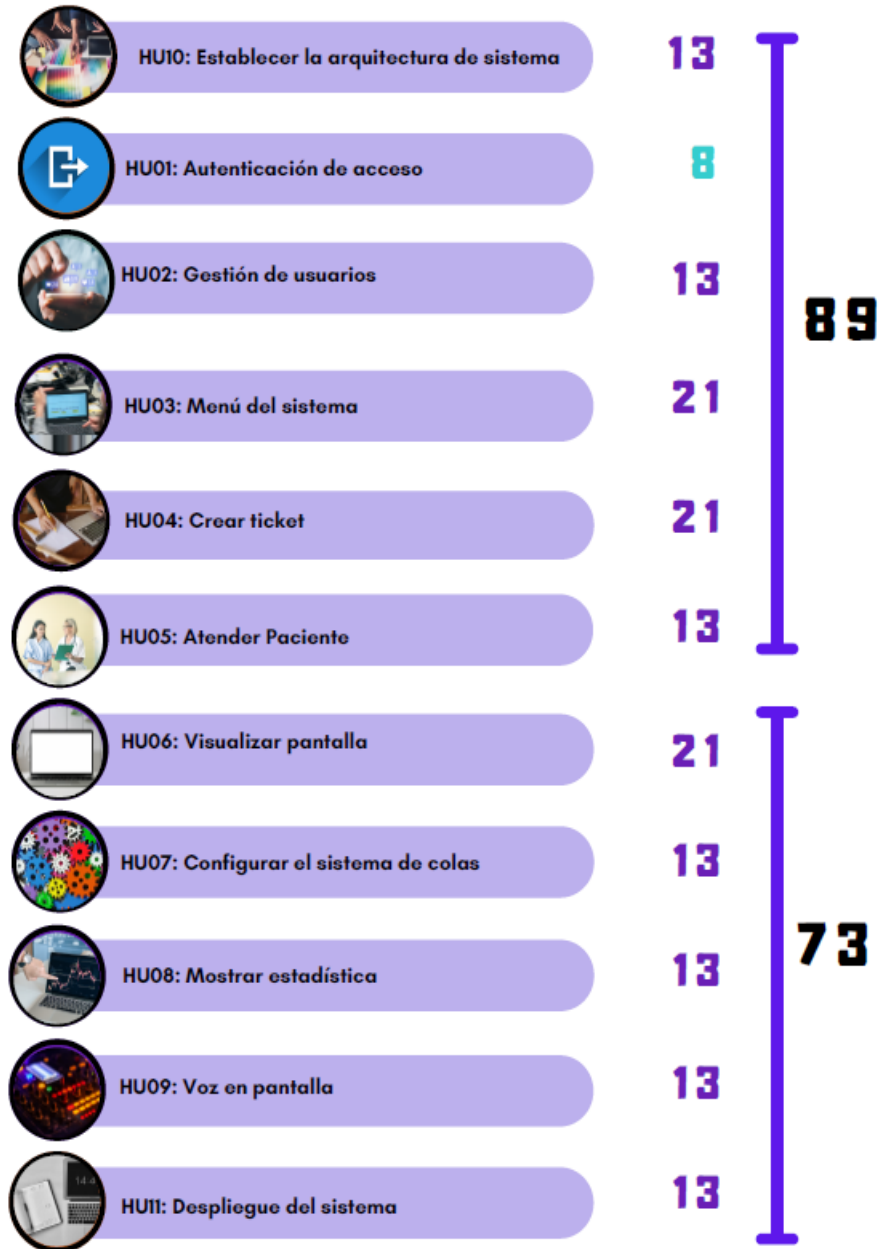 HU10: Establecer la arquitectura de sistema 13
HU01: Autenticación de acceso 8
HU02: Gestión de usuarios 13
HU03: Menú del sistema 21
89
HU04: Crear ticket 21
HU05: Atender Paciente 13
HU06: Visualizar pantalla 21
HU07: Configurar el sistema de colas 13
73
HU08: Mostrar estadística 13
HU09: Voz en pantalla 13
HU11: Despliegue del sistema 13